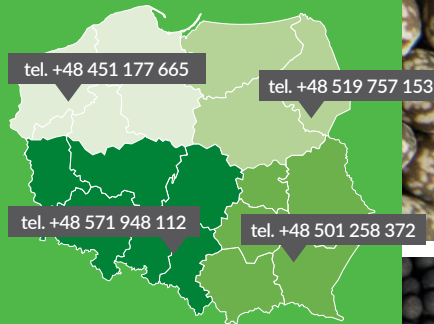 tel. +48 451 177 665
tel. +48 519 757 153
tel. +48 571 948 112
tel. +48 501 258 372